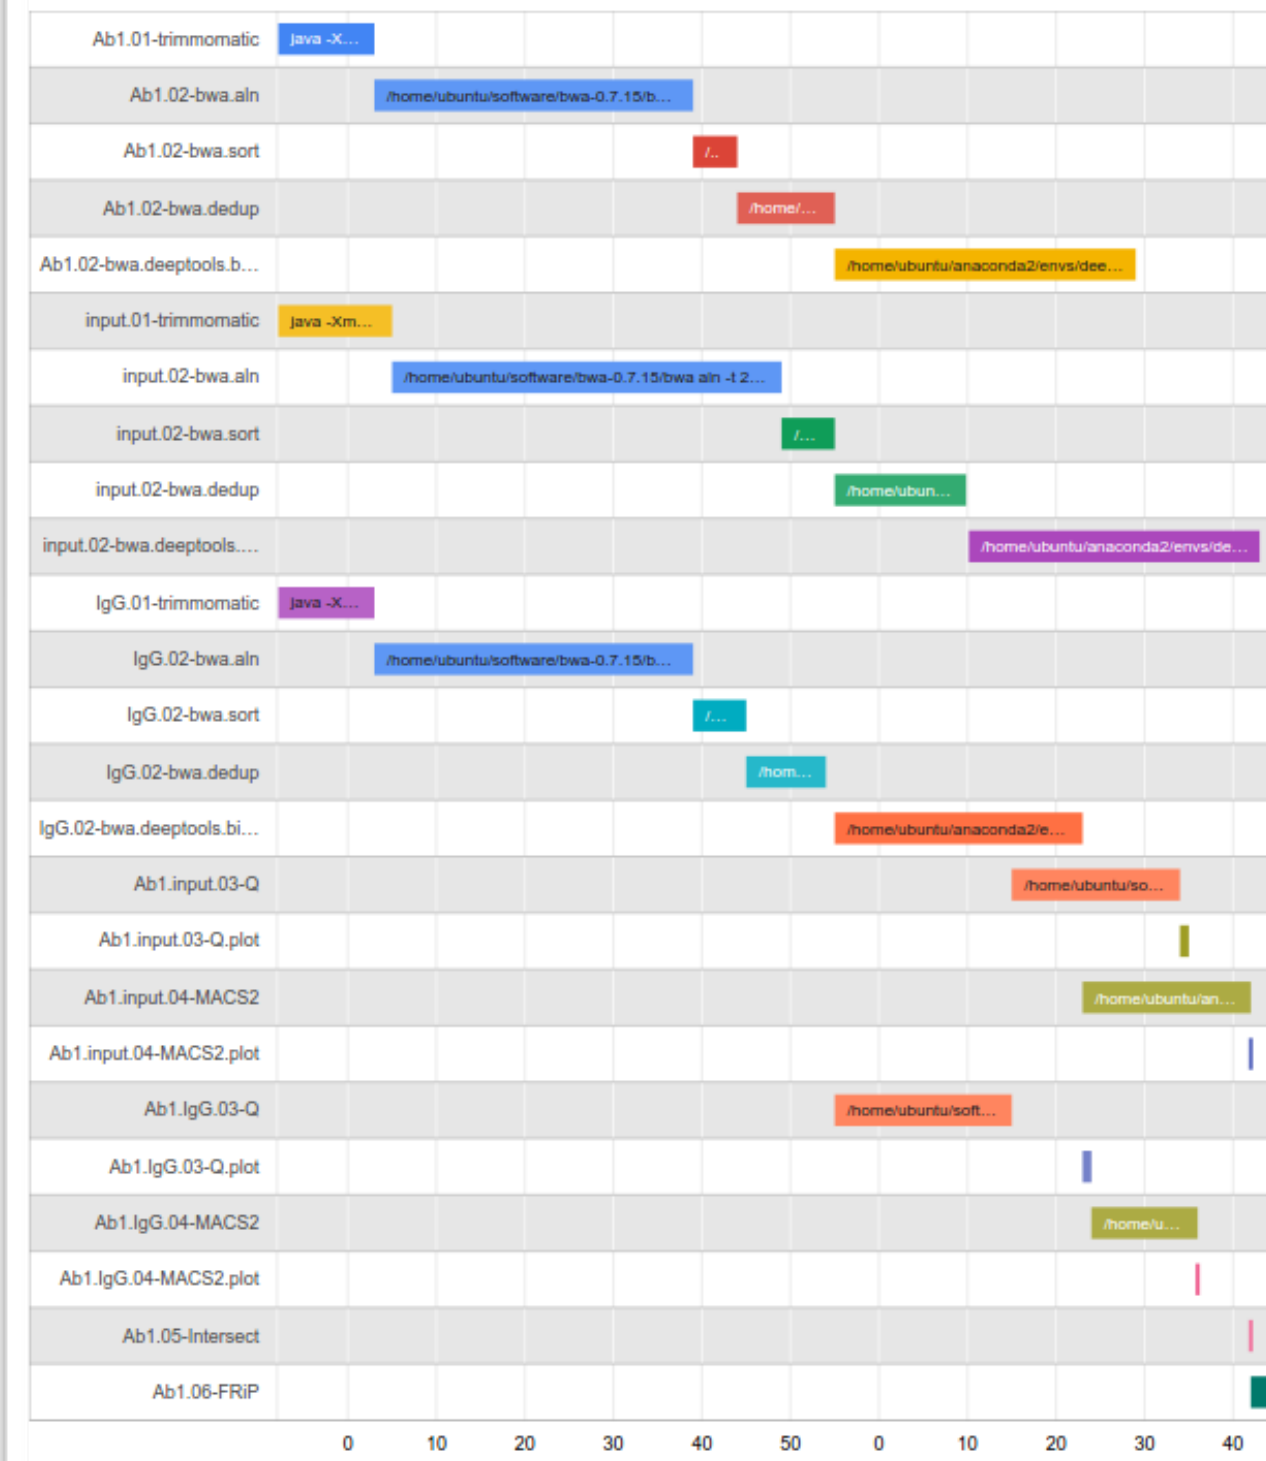 Ab1.01-trimmomatic java -X...
Ab1.02-bwa.aln /home/ubuntu/software/bwa-0.7.15/b...
Ab1.02-bwa.sort /..
Ab1.02-bwa.dedup /home/...
Ab1.02-bwa.deeptools.b... /home/ubuntu/anaconda2/envs/dee...
input.01-trimmomatic java -Xm...
input.02-bwa.aln /home/ubuntu/software/bwa-0.7.15/bwa aln -t 2...
input.02-bwa.sort /...
input.02-bwa.dedup /home/ubun...
input.02-bwa.deeptools.... /home/ubuntu/anaconda2/envs/de...
IgG.01-trimmomatic java -X...
IgG.02-bwa.aln /home/ubuntu/software/bwa-0.7.15/b...
IgG.02-bwa.sort /...
IgG.02-bwa.dedup /hom...
IgG.02-bwa.deeptools.bi... /home/ubuntu/anaconda2/e...
Ab1.input.03-Q /home/ubuntu/so...
Ab1.input.03-Q.plot
Ab1.input.04-MACS2 /home/ubuntu/an...
Ab1.input.04-MACS2.plot
Ab1.IgG.03-Q /home/ubuntu/soft...
Ab1.IgG.03-Q.plot
Ab1.IgG.04-MACS2 /home/u...
Ab1.IgG.04-MACS2.plot
Ab1.05-Intersect
Ab1.06-FRiP
0 10 20 30 40 50 0 10 20 30 40